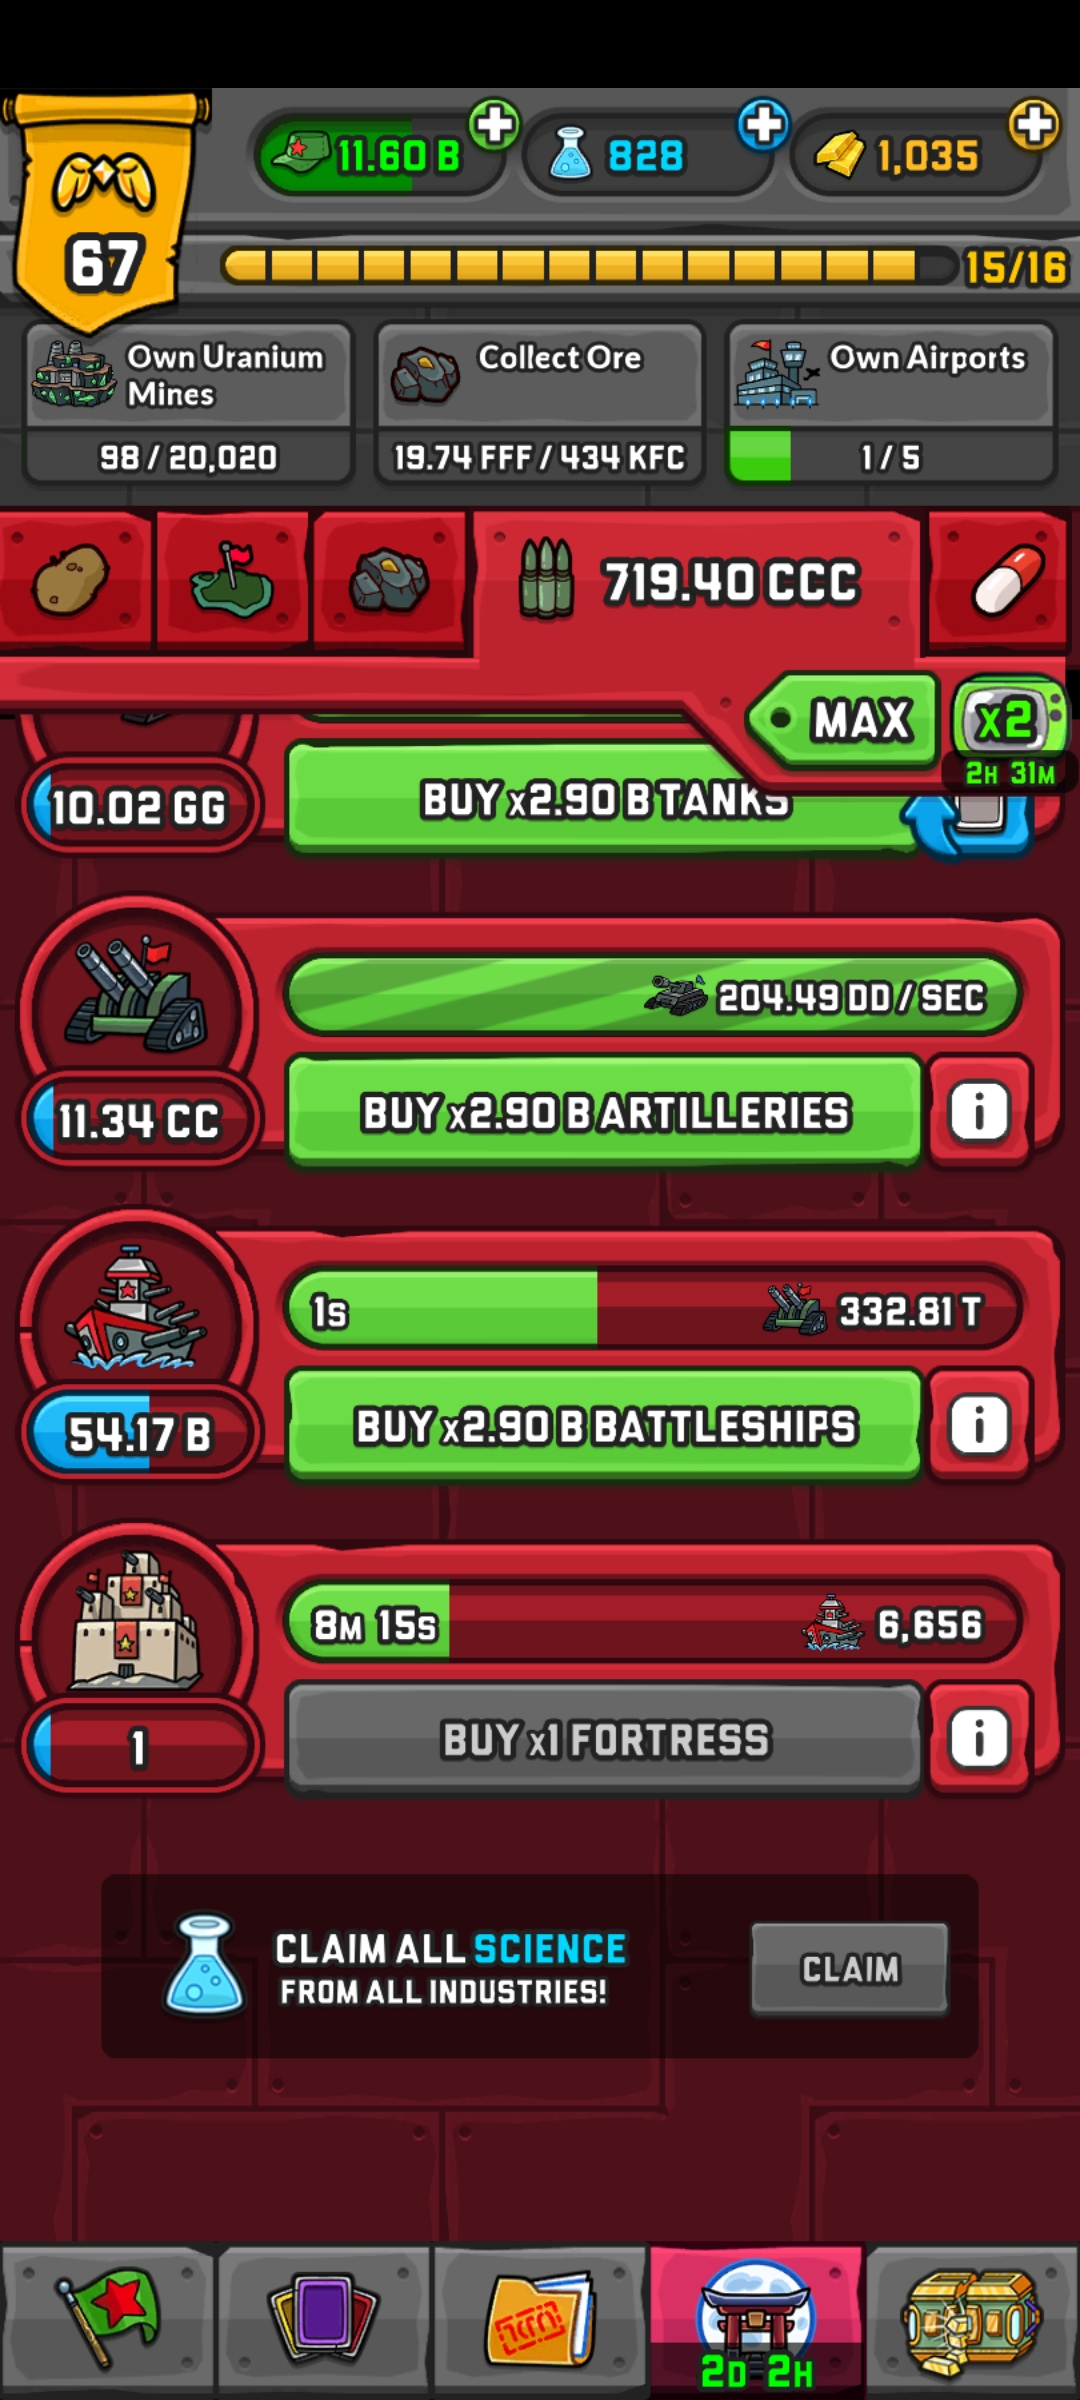 67
11.60 B
828
1,035
15/16
Own Uranium
Mines
98 / 20,020
Collect Ore
19.74 FFF / 434 KFC
Own Airports
1 / 5
719.40 CCC
MAX
x2
2H 31M
10.02 GG
BUY x2.90 B TANKS
204.49 DD / SEC
11.34 CC
BUY x2.90 B ARTILLERIES
i
1S
332.81 T
54.17 B
BUY x2.90 B BATTLESHIPS
i
8M 15S
6,656
1
BUY x1 FORTRESS
i
CLAIM ALL SCIENCE
FROM ALL INDUSTRIES!
CLAIM
2D 2H